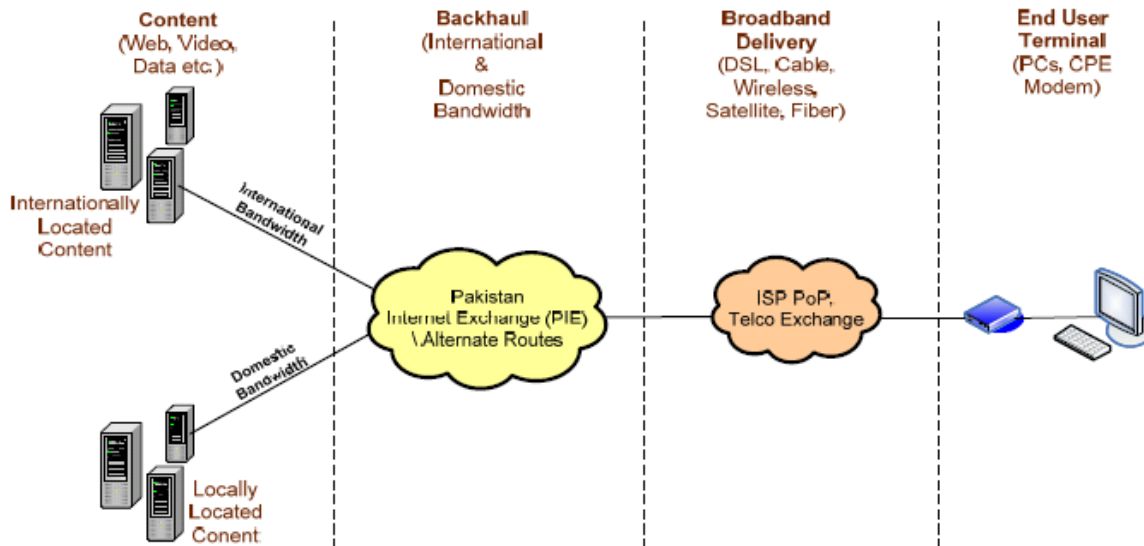 Content
(Web, Video,
Data etc.)
Backhaul
(International
&
Domestic
Bandwidth
Broadband
Delivery
(DSL, Cable,
Wireless,
Satellite, Fiber)
End User
Terminal
(PCs, CPE
Modem)
Internationally
Located
Content
International
Bandwidth
Pakistan
Internet Exchange (PIE)
\ Alternate Routes
ISP PoP,
Telco Exchange
Domestic
Bandwidth
Locally
Located
Conent